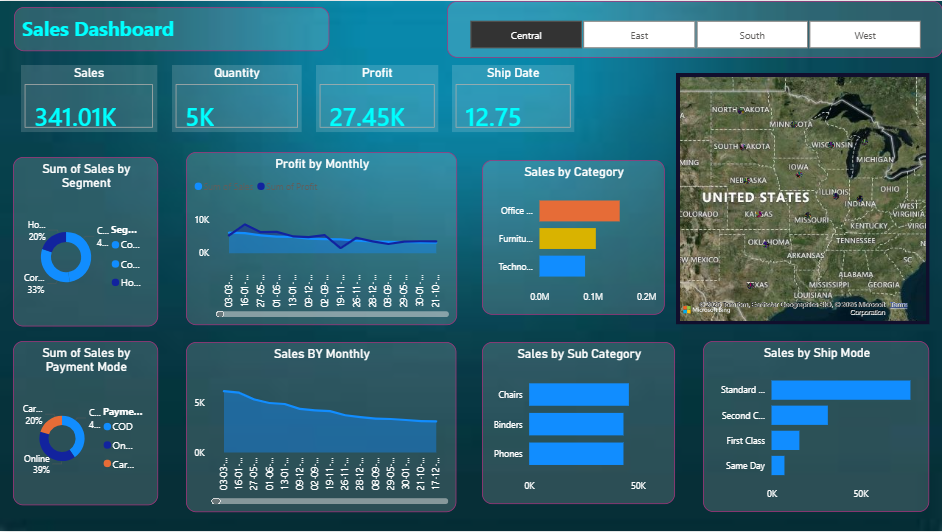 Sales Dashboard
Central
East
South
West
Sales
341.01K
Quantity
5K
Profit
27.45K
Ship Date
12.75
Sum of Sales by
Segment
Ho...
20%
C...
4...
Cor...
33%
Seg...
Co...
Co...
Ho...
Profit by Monthly
10K
0K
03-03-...
16-01-...
27-05-...
01-05-...
13-01-...
09-12-...
02-09-...
19-11-...
26-11-...
28-12-...
08-09-...
29-05-...
30-01-...
21-10-...
Sales by Category
Office ...
Furnitu...
Techno...
0.0M
0.1M
0.2M
NORTH DAKOTA
MINNESOTA
SOUTH DAKOTA
WISCONSIN
MICHIGAN
MING
IOWA
NEBRASKA
UNITED STATES
ILLINOIS
INDIANA
OHIO
COLORADO
KANSAS
MISSOURI
WEST
VIRGINIA
KENTUCKY
VIRGI
TENNESSEE
OKLAHOMA
W MEXICO
ARKANSAS
SC
ALABAMA
TEXAS
MISSISSIPPI
GEORGIA
LOUISIANA
Microsoft Bing
Microsoft
Corporation
Sum of Sales by
Payment Mode
Car...
20%
C...
4...
Online
39%
Payme...
COD
On...
Car...
Sales BY Monthly
5K
0K
03-03-...
16-01-...
27-05-...
01-06-...
13-01-...
09-12-...
02-09-...
19-11-...
26-11-...
28-12-...
08-09-...
29-05-...
30-01-...
21-10-...
17-12-...
Sales by Sub Category
Chairs
Binders
Phones
0K
50K
Sales by Ship Mode
Standard ...
Second C...
First Class
Same Day
0K
50K